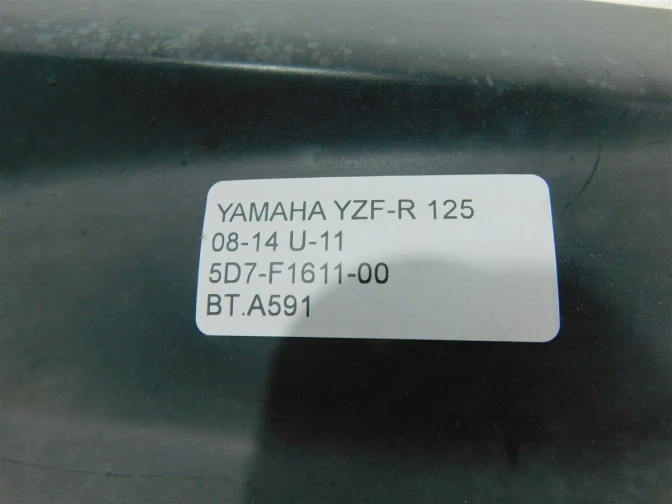 YAMAHA YZF-R 125
08-14 U-11
5D7-F1611-00
BT.A591